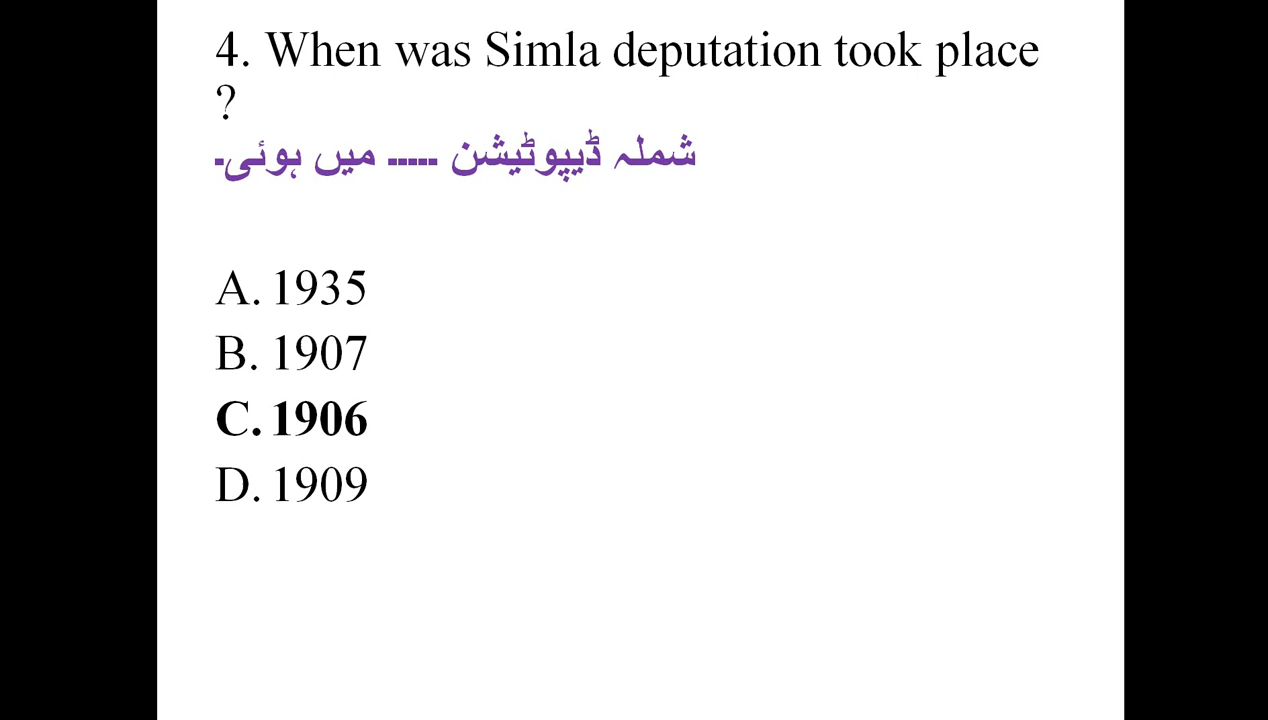 4. When was Simla deputation took place
?
شملہ ڈیپوٹیشن ----- میں ہوئی۔
A. 1935
B. 1907
C. 1906
D. 1909